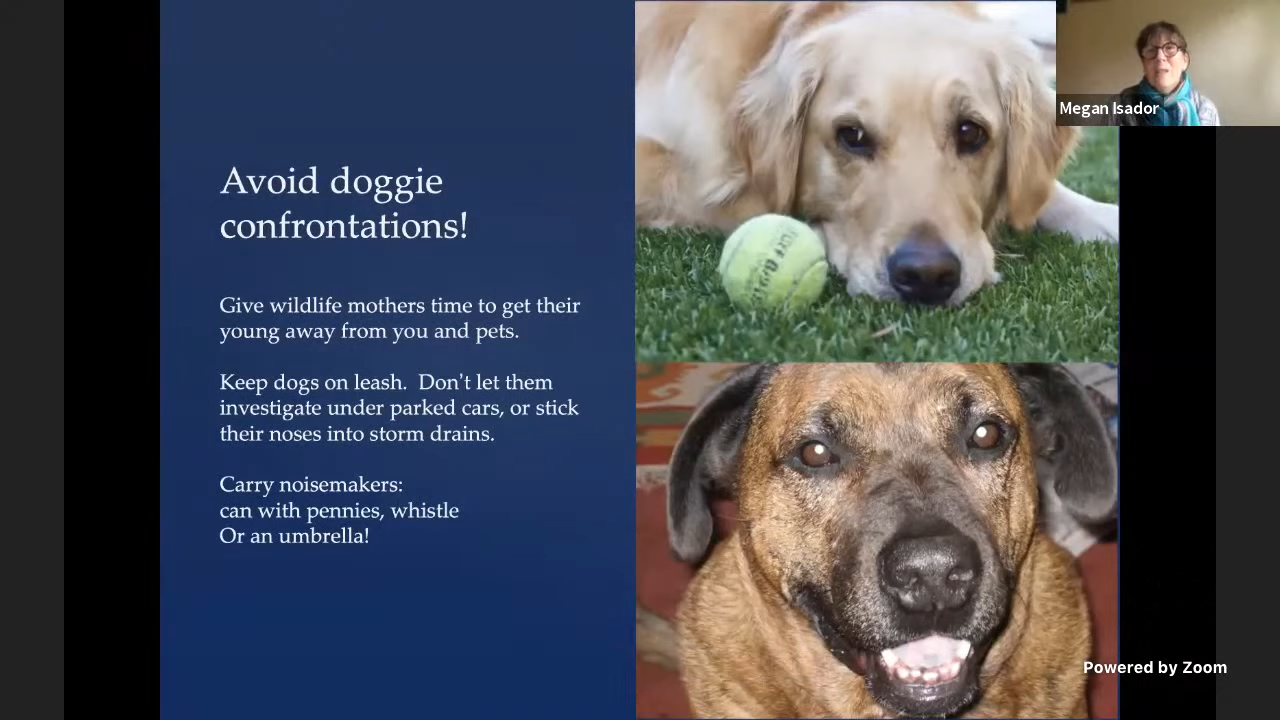 Avoid doggie
confrontations!
Give wildlife mothers time to get their
young away from you and pets.
Keep dogs on leash.  Don't let them
investigate under parked cars, or stick
their noses into storm drains.
Carry noisemakers:
can with pennies, whistle
Or an umbrella!
Megan Isador
Powered by Zoom